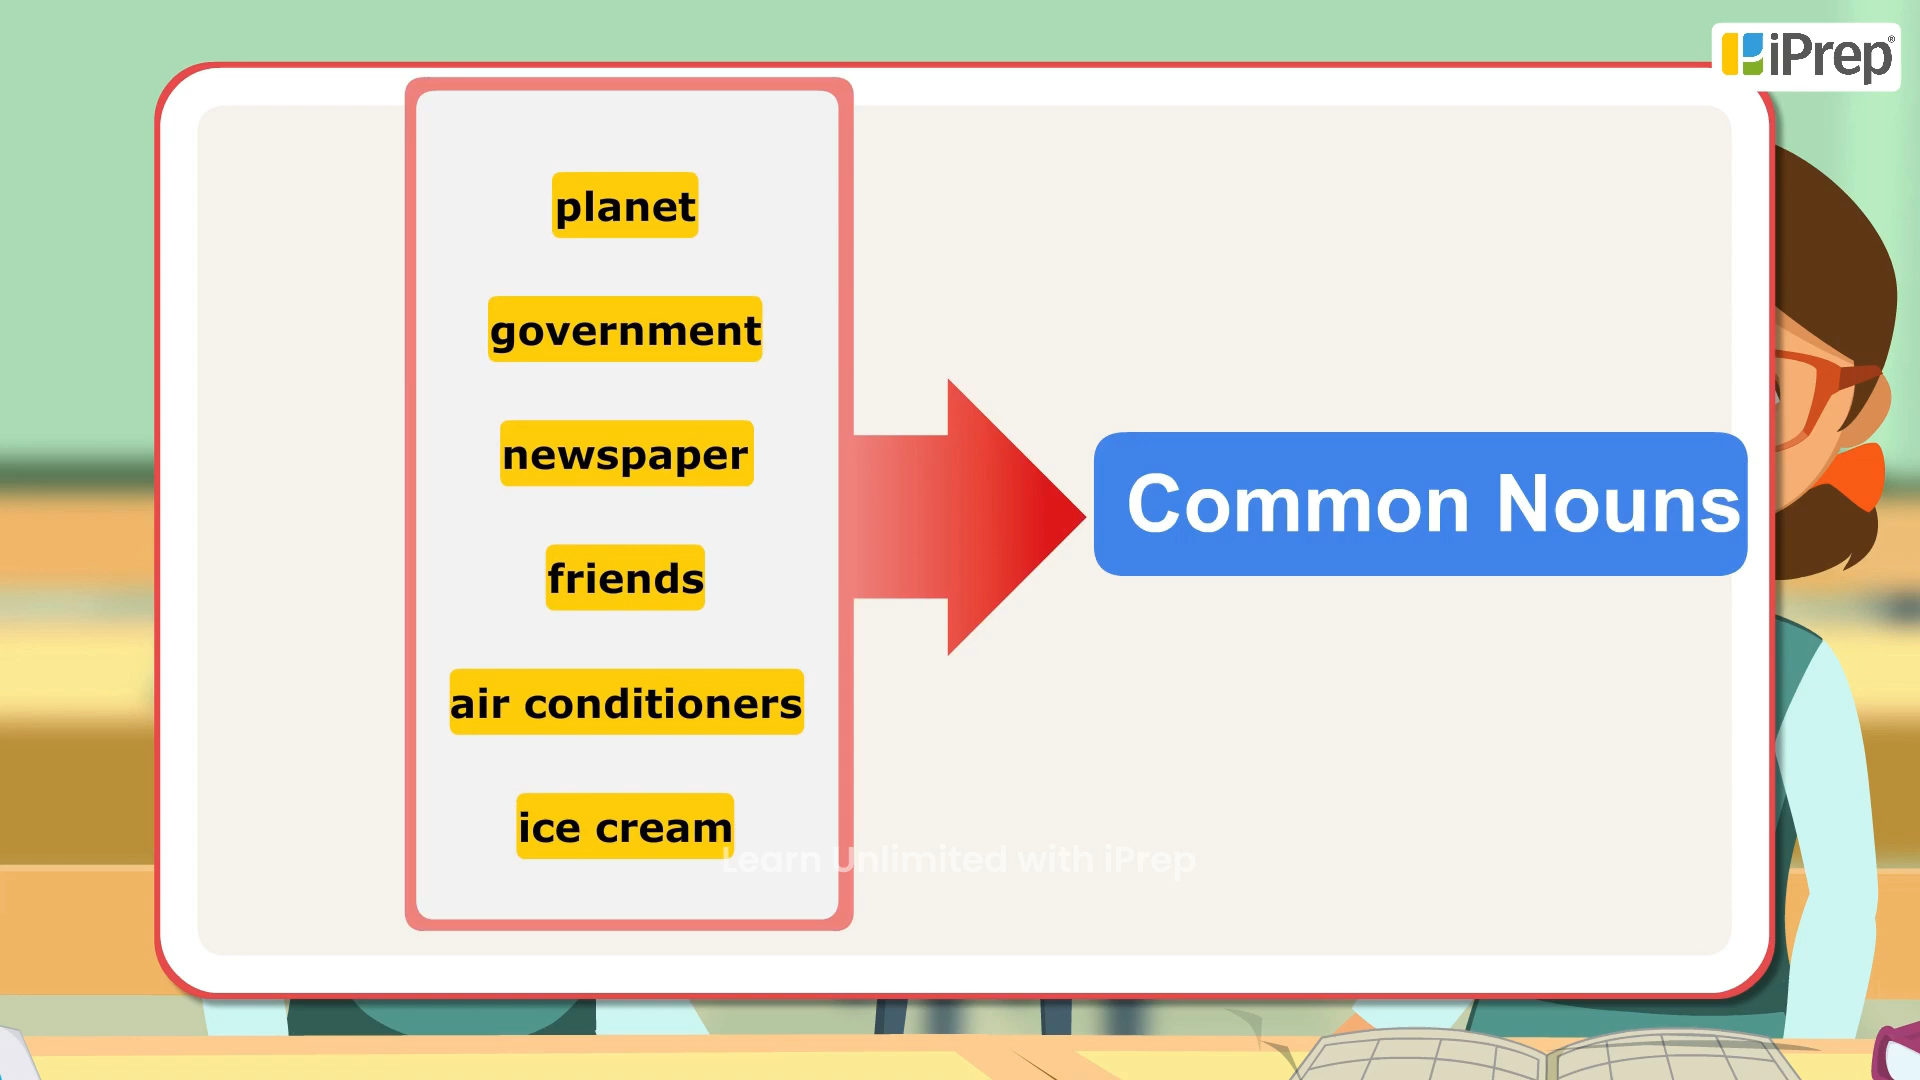 iPrep®
planet
government
newspaper
friends
air conditioners
ice cream
Common Nouns
Learn Unlimited with iPrep